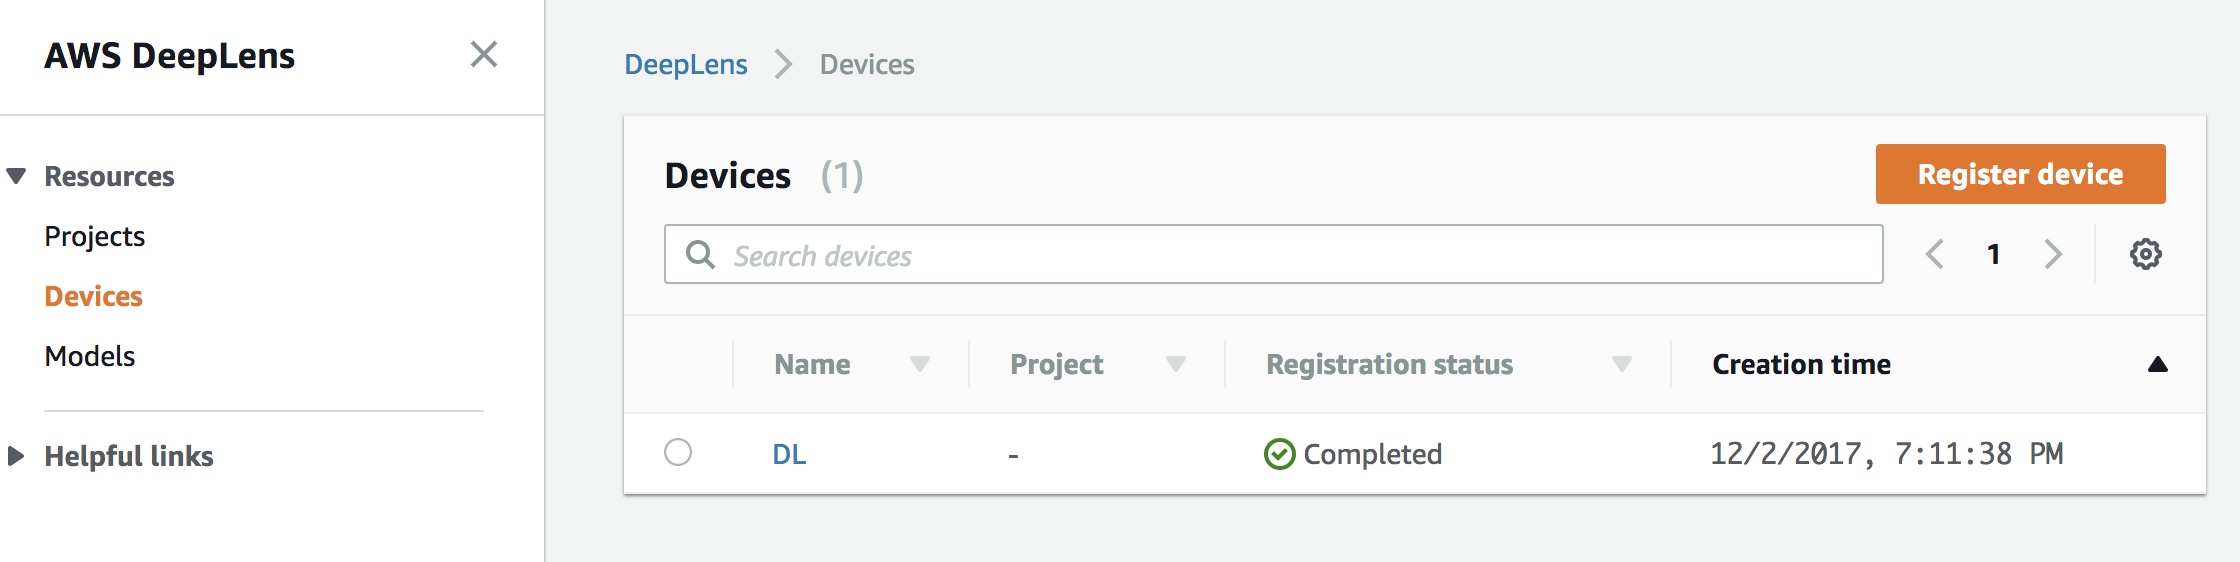 AWS DeepLens
Resources
Projects
Devices
Models
Helpful links
DeepLens Devices
Devices (1)
Register device
Search devices
1
Name Project Registration status Creation time
DL - Completed 12/2/2017, 7:11:38 PM